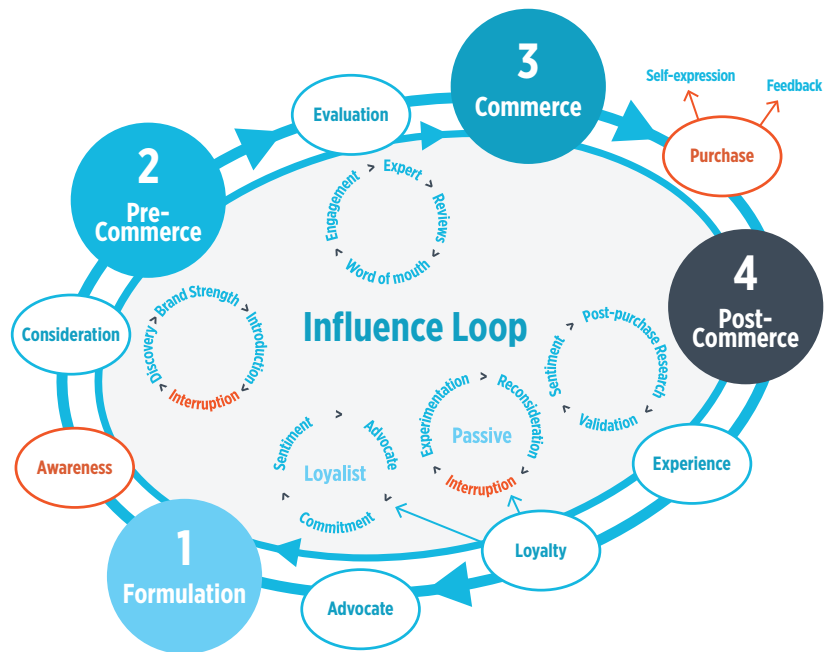 3
Commerce
Self-expression
Feedback
Evaluation
Purchase
2
Pre-
Commerce
Engagement
>
Expert
>
Reviews
>
Word of mouth
>
4
Post-
Commerce
Consideration
Discovery
>
Brand Strength
>
Introduction
>
Interruption
>
Influence Loop
Sentiment
>
Post-purchase Research
>
Validation
>
Awareness
Experience
Sentiment
>
Advocate
>
Commitment
>
Loyalist
Experimentation
>
Reconsideration
>
Interruption
>
Passive
1
Formulation
Loyalty
Advocate